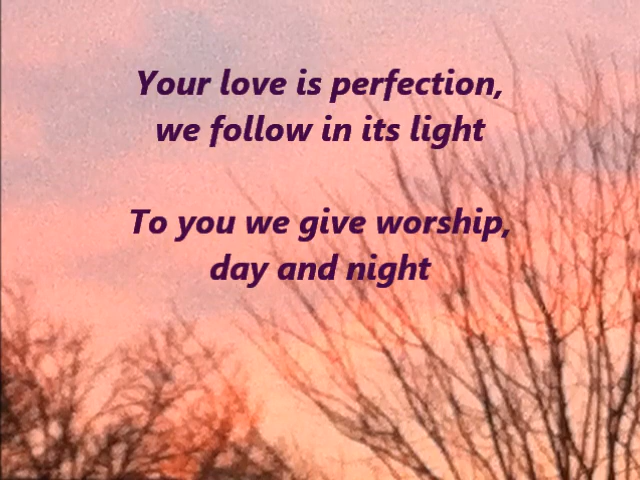 Your love is perfection,
we follow in its light
To you we give worship,
day and night